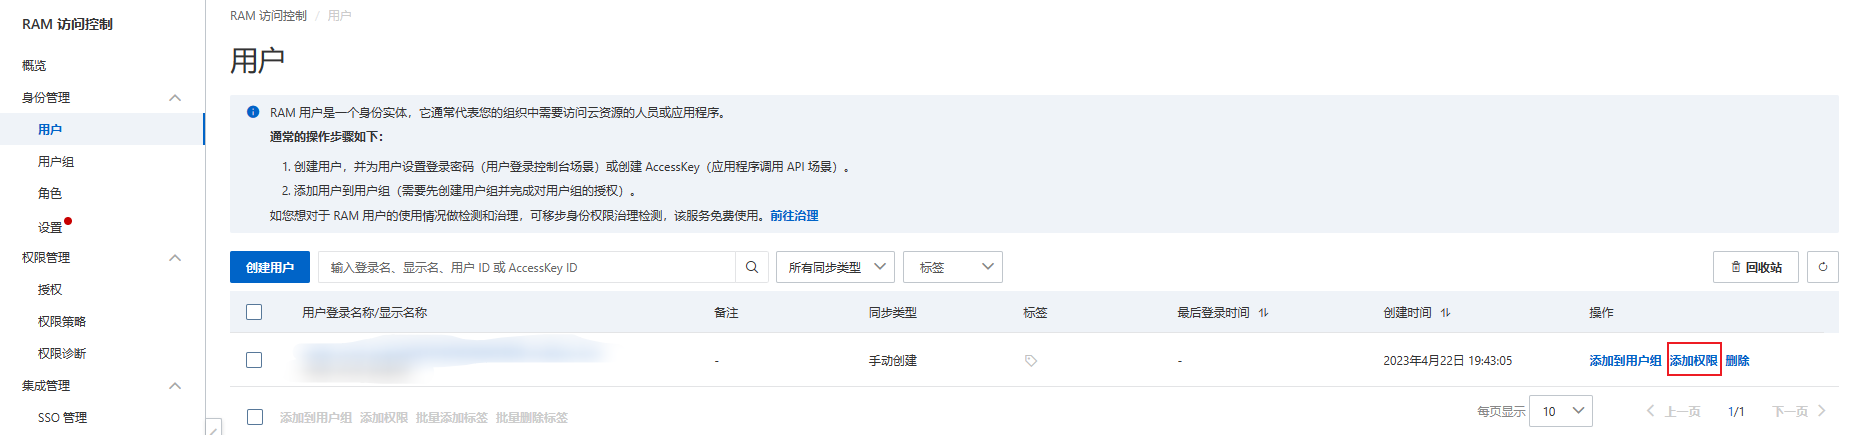 RAM 访问控制
概览
身份管理
用户
用户组
角色
设置
权限管理
授权
权限策略
权限诊断
集成管理
SSO 管理
RAM 访问控制 / 用户
用户
RAM 用户是一个身份实体，它通常代表您的组织中需要访问云资源的人员或应用程序。
通常的操作步骤如下：
1. 创建用户，并为用户设置登录密码（用户登录控制台场景）或创建 AccessKey（应用程序调用 API 场景）。
2. 添加用户到用户组（需要先创建用户组并完成对用户组的授权）。
如您想对于 RAM 用户的使用情况做检测和治理，可移步身份权限治理检测，该服务免费使用。前往治理
创建用户 输入登录名、显示名、用户 ID 或 AccessKey ID 所有同步类型 标签 回收站
用户登录名称/显示名称 备注 同步类型 标签 最后登录时间 创建时间 操作
- 手动创建 - 2023年4月22日 19:43:05 添加到用户组 添加权限 删除
添加到用户组 添加权限 批量添加标签 批量删除标签 每页显示 10 上一页 1/1 下一页